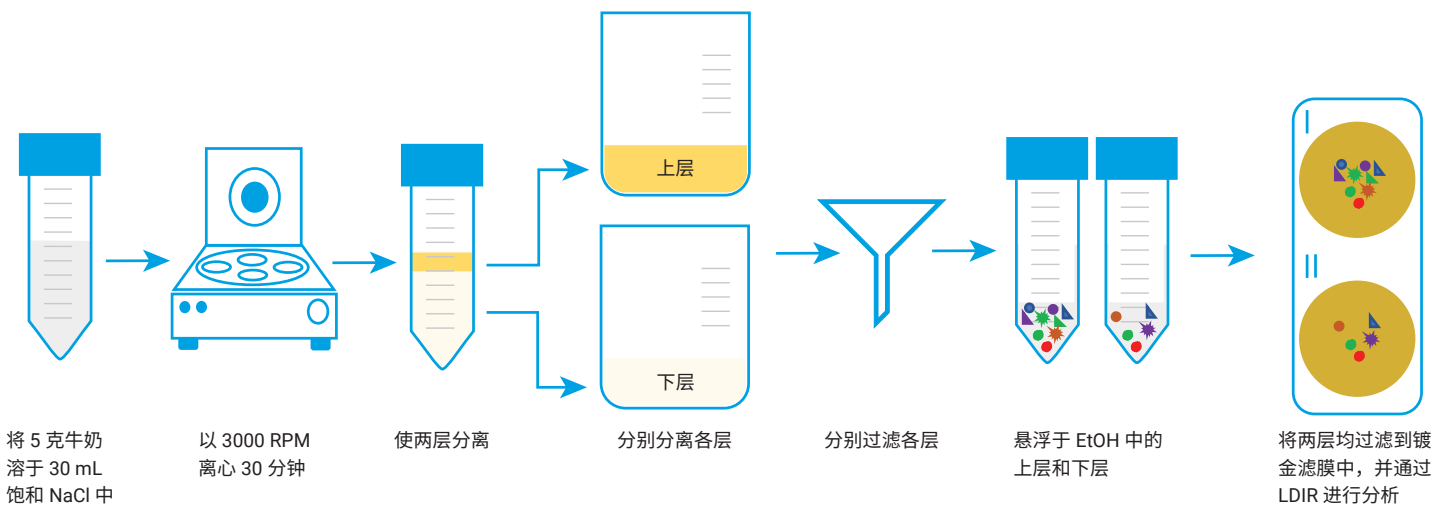 上层
下层
I
II
将 5 克牛奶
溶于 30 mL
饱和 NaCl 中
以 3000 RPM
离心 30 分钟
使两层分离
分别分离各层
分别过滤各层
悬浮于 EtOH 中的
上层和下层
将两层均过滤到镀
金滤膜中，并通过
LDIR 进行分析